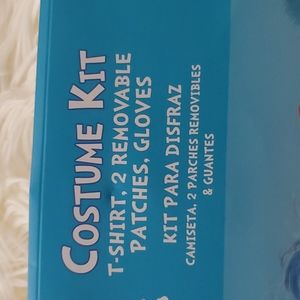 COSTUME KIT
T-SHIRT, 2 REMOVABLE
PATCHES, GLOVES
KIT PARA DISFRAZ
CAMISETA, 2 PARCHES REMOVIBLES
& GUANTES